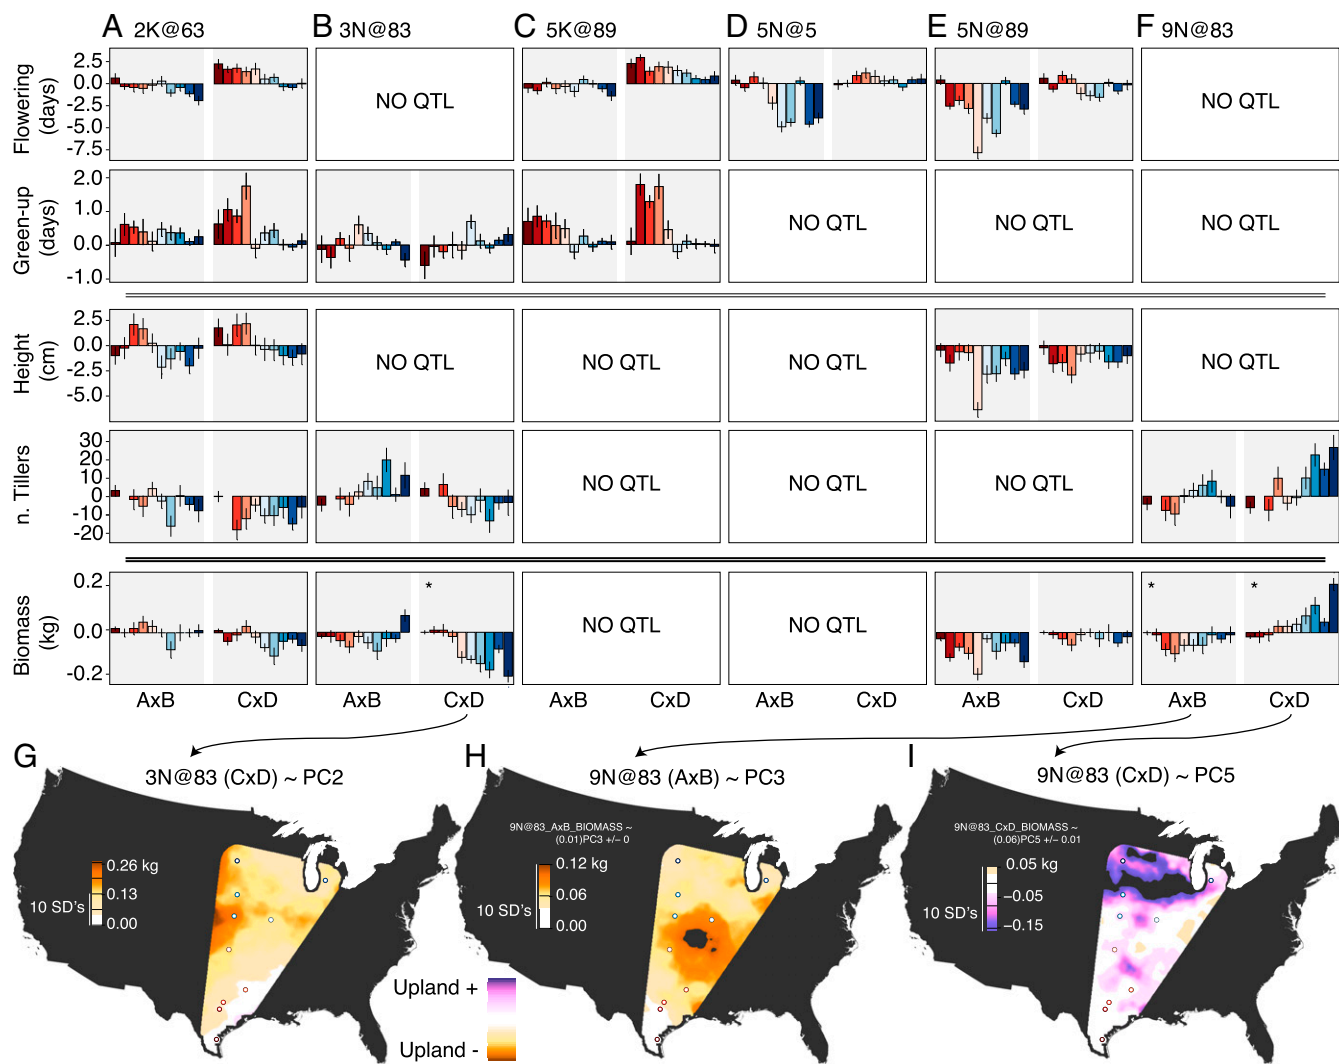 A 2K@63 B 3N@83 C 5K@89 D 5N@5 E 5N@89 F 9N@83
Flowering (days)
2.5
0.0
-2.5
-5.0
-7.5
NO QTL
NO QTL
Green-up (days)
2.0
1.0
0.0
-1.0
NO QTL
NO QTL
NO QTL
Height (cm)
2.5
0.0
-2.5
-5.0
NO QTL
NO QTL
NO QTL
NO QTL
n. Tillers
30
20
10
0
-10
-20
NO QTL
NO QTL
NO QTL
Biomass (kg)
0.2
0.0
-0.2
*
NO QTL
NO QTL
*
*
AxB CxD AxB CxD AxB CxD AxB CxD AxB CxD AxB CxD
G
3N@83 (CxD) ~ PC2
0.26 kg
0.13
0.00
10 SD's
H
9N@83 (AxB) ~ PC3
9N@83_AxB_BIOMASS ~
(0.01)PC3 +/- 0
0.12 kg
0.06
0.00
10 SD's
I
9N@83 (CxD) ~ PC5
9N@83_CxD_BIOMASS ~
(0.06)PC5 +/- 0.01
0.05 kg
-0.05
-0.15
10 SD's
Upland +
Upland -